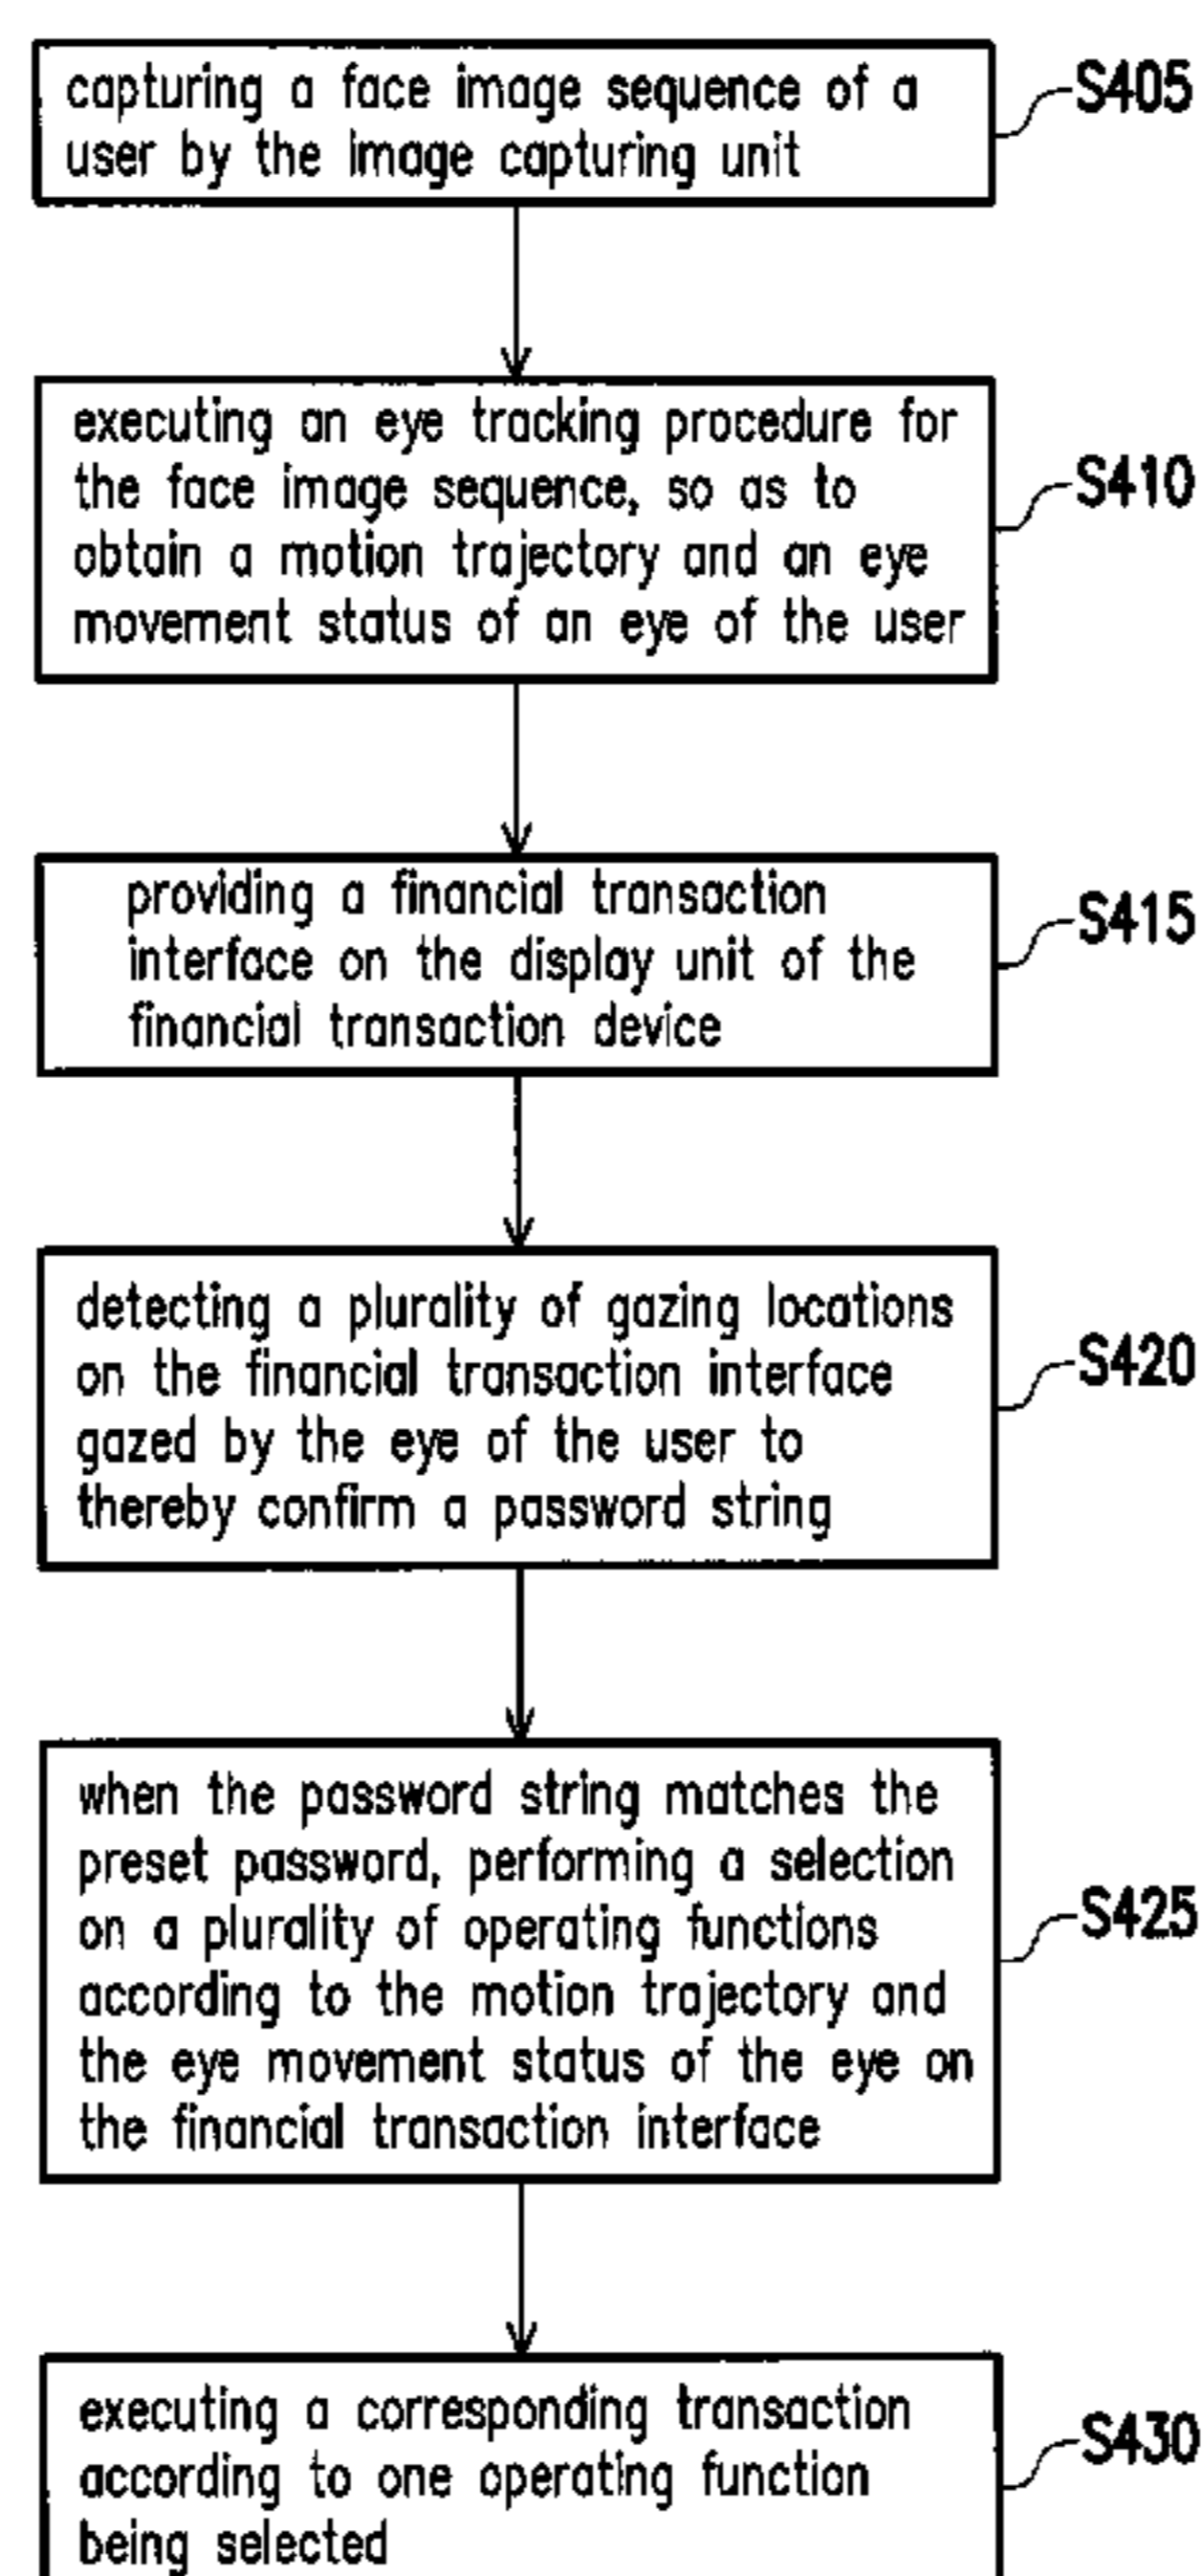 capturing a face image sequence of a
user by the image capturing unit
S405
executing an eye tracking procedure for
the face image sequence, so as to
obtain a motion trajectory and an eye
movement status of an eye of the user
S410
providing a financial transaction
interface on the display unit of the
financial transaction device
S415
detecting a plurality of gazing locations
on the financial transaction interface
gazed by the eye of the user to
thereby confirm a password string
S420
when the password string matches the
preset password, performing a selection
on a plurality of operating functions
according to the motion trajectory and
the eye movement status of the eye on
the financial transaction interface
S425
executing a corresponding transaction
according to one operating function
being selected
S430